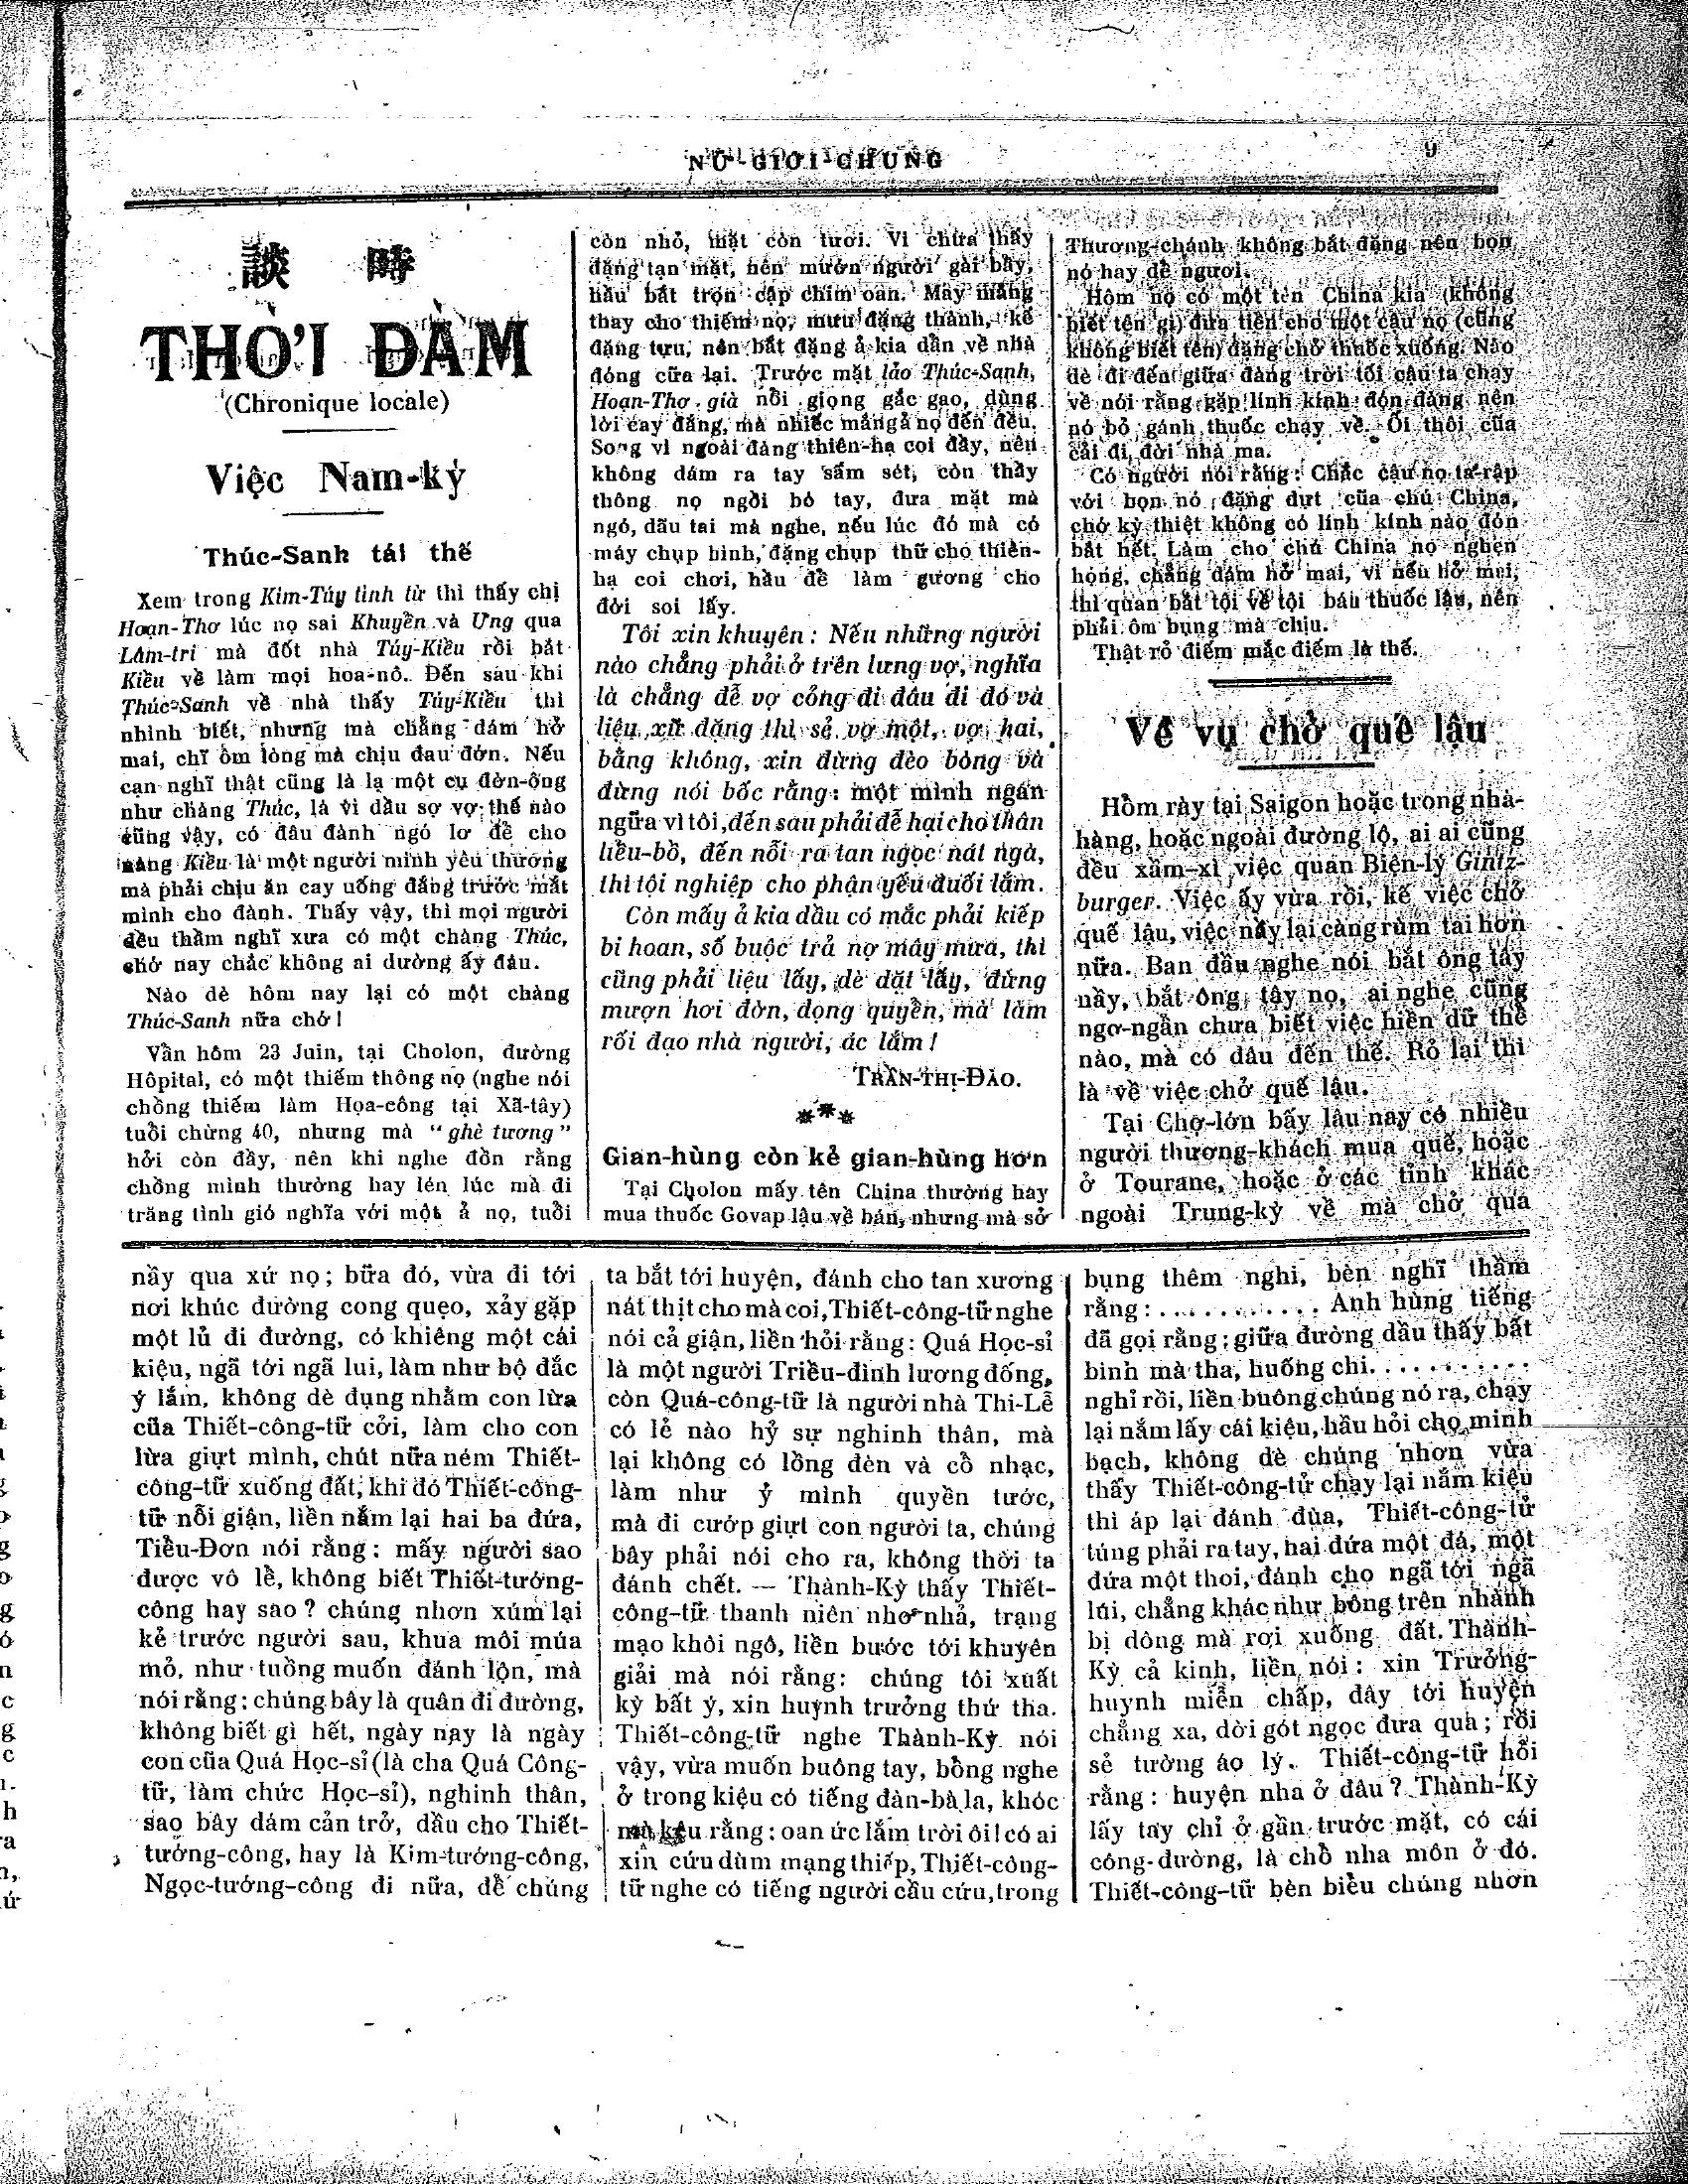 NỮ-GIỚI-CHUNG
9
談 時
THỜI ĐÀM
(Chronique locale)
Việc Nam-kỳ
Thúc-Sanh tái thế
Xem trong Kim-Túy tình từ thì thấy chị
Hoạn-Thơ lúc nọ sai Khuyền và Ưng qua
Lâm-tri mà đốt nhà Túy-Kiều rồi bắt
Kiều về làm mọi hoa-nô. Đến sau khi
Thúc-Sanh về nhà thấy Túy-Kiều thì
nhình biết, nhưng mà chẳng dám hở
mai, chĩ ôm lòng mà chịu đau đớn. Nếu
cạn nghĩ thật cũng là lạ một cụ đờn-ông
như chàng Thúc, là vì dầu sợ vợ thế nào
cũng vậy, có đâu đành ngó lơ để cho
nàng Kiều là một người mình yêu thương
mà phải chịu ăn cay uống đắng trước mắt
mình cho đành. Thấy vậy, thì mọi người
đều thầm nghĩ xưa có một chàng Thúc,
chớ nay chắc không ai dường ấy đâu.
Nào dè hôm nay lại có một chàng
Thúc-Sanh nữa chớ!
Vẫn hôm 23 Juin, tại Cholon, đường
Hôpital, có một thiếm thông nọ (nghe nói
chồng thiếm làm Họa-công tại Xã-tây)
tuổi chừng 40, nhưng mà “ghè tương”
hởi còn đầy, nên khi nghe đồn rằng
chồng mình thường hay lén lúc mà đi
trăng tình gió nghĩa với một ả nọ, tuổi
còn nhỏ, mặt còn tươi. Vì chưa thấy
đặng tạn mặt, nên mướn người gài bẫy,
hầu bắt trọn cặp chim oan. May mắng
thay cho thiếm nọ, mưu đặng thành, kế
đặng tựu, nên bắt đặng ả kia dẫn về nhà
đóng cữa lại. Trước mặt lảo Thúc-Sanh,
Hoạn-Thơ già nỗi giọng gắc gao, dùng
lời cay đắng, mà nhiếc mắng ả nọ đến đều.
Song vì ngoài đàng thiên-hạ coi đầy, nên
không dám ra tay sấm sét, còn thầy
thông nọ ngồi bó tay, đưa mặt mà
ngó, dấu tai mà nghe, nếu lúc đó mà có
máy chụp hình, đặng chụp thữ cho thiên-
hạ coi chơi, hầu để làm gương cho
đời soi lấy.
Tôi xin khuyên: Nếu những người
nào chẳng phải ở trên lưng vợ, nghĩa
là chẳng đễ vợ cỏng đi đâu đi đó và
liệu xữ đặng thì sẻ vợ một, vợ hai,
bằng không, xin đừng đèo bòng và
đừng nói bốc rằng: một mình ngán
ngữa vì tôi, đến sau phải đễ hại cho thân
liễu-bồ, đến nỗi ra tan ngọc nát ngà,
thì tội nghiệp cho phận yếu đuối lắm.
Còn mấy ả kia dầu có mắc phải kiếp
bi hoan, số buộc trả nợ mây mưa, thì
cũng phải liệu lấy, dè dặt lấy, đừng
mượn hơi đờn, dọng quyền, mà làm
rối đạo nhà người, ác lắm!
TRẦN-THỊ-ĐÀO.
***
Gian-hùng còn kẻ gian-hùng hơn
Tại Cholon mấy tên China thường hay
mua thuốc Govap lậu về bán, nhưng mà sở
Thương-chánh không bắt đặng nên bọn
nó hay dể ngươi.
Hôm nọ có một tên China kia (không
biết tên gì) đưa tiền cho một cậu nọ (cũng
không biết tên) đặng chở thuốc xuống. Nào
dè đi đến giữa đàng trời tối cậu ta chạy
về nói rằng gặp lính kính đón đàng nên
nó bỏ gánh thuốc chạy về. Ôi thôi của
cải đi đời nhà ma.
Có người nói rằng: Chắc cậu nọ ta rập
với bọn nó đặng dựt của chú China,
chớ kỳ thiệt không có lính kính nào đón
bắt hết. Làm cho chú China nọ nghẹn
họng, chẳng dám hở mai, vì nếu hở mai,
thì quan bắt tội về tội bán thuốc lậu, nên
phải ôm bụng mà chịu.
Thật rỏ điếm mắc điếm là thế.
Về vụ chở quế lậu
Hổm rày tại Saigon hoặc trong nhà-
hàng, hoặc ngoài đường lộ, ai ai cũng
đều xầm-xì việc quan Biện-lý Gintz-
burger. Việc ấy vừa rồi, kế việc chở
quế lậu, việc nầy lại càng rùm tai hơn
nữa. Ban đầu nghe nói bắt ông tây
nầy, bắt ông tây nọ, ai nghe cũng
ngơ-ngẩn chưa biết việc hiền dữ thế
nào, mà có đâu đến thế. Rỏ lại thì
là về việc chở quế lậu.
Tại Chợ-lớn bấy lâu nay có nhiều
người thương-khách mua quế, hoặc
ở Tourane, hoặc ở các tỉnh khác
ngoài Trung-kỳ về mà chở qua
nầy qua xứ nọ; bữa đó, vừa đi tới
nơi khúc đường cong quẹo, xảy gặp
một lủ đi đường, có khiêng một cái
kiệu, ngã tới ngã lui, làm như bộ đắc
ý lắm, không dè đụng nhằm con lừa
của Thiết-công-tữ cởi, làm cho con
lừa giựt mình, chút nữa ném Thiết-
công-tữ xuống đất, khi đó Thiết-công-
tữ nỗi giận, liền nắm lại hai ba đứa,
Tiều-Đơn nói rằng: mấy người sao
được vô lề, không biết Thiết-tướng-
công hay sao? chúng nhơn xúm lại
kẻ trước người sau, khua môi múa
mỏ, như tuồng muốn đánh lộn, mà
nói rằng: chúng bây là quân đi đường,
không biết gì hết, ngày nay là ngày
con của Quá Học-sỉ (là cha Quá Công-
tữ, làm chức Học-sỉ), nghinh thân,
sao bây dám cản trở, dầu cho Thiết-
tướng-công, hay là Kim-tướng-công,
Ngọc-tướng-công đi nữa, để chúng
ta bắt tới huyện, đánh cho tan xương
nát thịt cho mà coi, Thiết-công-tữ nghe
nói cả giận, liền hỏi rằng: Quá Học-sỉ
là một người Triều-đình lương đống,
còn Quá-công-tữ là người nhà Thi-Lễ
có lẻ nào hỷ sự nghinh thân, mà
lại không có lồng đèn và cổ nhạc,
làm như ỷ mình quyền tước,
mà đi cướp giựt con người ta, chúng
bây phải nói cho ra, không thời ta
đánh chết. — Thành-Kỳ thấy Thiết-
công-tữ thanh niên nho nhả, trạng
mạo khôi ngô, liền bước tới khuyên
giải mà nói rằng: chúng tôi xuất
kỳ bất ý, xin huỳnh trưởng thứ tha.
Thiết-công-tữ nghe Thành-Kỳ nói
vậy, vừa muốn buông tay, bồng nghe
ở trong kiệu có tiếng đàn-bà la, khóc
mà kêu rằng: oan ức lắm trời ôi! có ai
xin cứu dùm mạng thiếp, Thiết-công-
tữ nghe có tiếng người cầu cứu, trong
bụng thêm nghi, bèn nghĩ thầm
rằng: ............ Anh hùng tiếng
đã gọi rằng; giữa đường dầu thấy bất
bình mà tha, huống chi...........
nghỉ rồi, liền buông chúng nó ra, chạy
lại nắm lấy cái kiệu, hầu hỏi cho minh
bạch, không dè chúng nhơn vừa
thấy Thiết-công-tử chạy lại nắm kiệu
thì áp lại đánh đùa, Thiết-công-tử
túng phải ra tay, hai đứa một đá, một
đứa một thoi, đánh cho ngã tới ngã
lui, chẳng khác như bông trên nhành
bị dông mà rơi xuống đất. Thành-
Kỳ cả kinh, liền nói: xin Trưởng-
huynh miễn chấp, đây tới huyện
chẳng xa, dời gót ngọc đưa qua; rồi
sẻ tường áo lý. Thiết-công-tữ hỏi
rằng: huyện nha ở đâu? Thành-Kỳ
lấy tay chỉ ở gần trước mặt, có cái
công-đường, là chỗ nha môn ở đó.
Thiết-công-tữ bèn biểu chúng nhơn